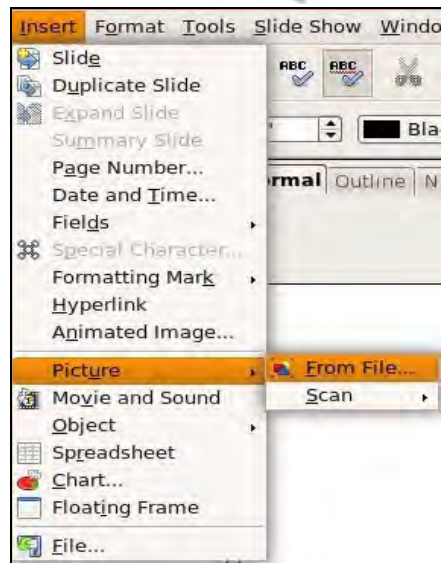 Insert Format Tools Slide Show Windo
Slide
Duplicate Slide
Expand Slide
Summary Slide
Page Number...
Date and Time...
Fields
Special Character...
Formatting Mark
Hyperlink
Animated Image...
Picture
Movie and Sound
Object
Spreadsheet
Chart...
Floating Frame
File...
From File...
Scan
ABC ABC
Bla
rmal Outline N